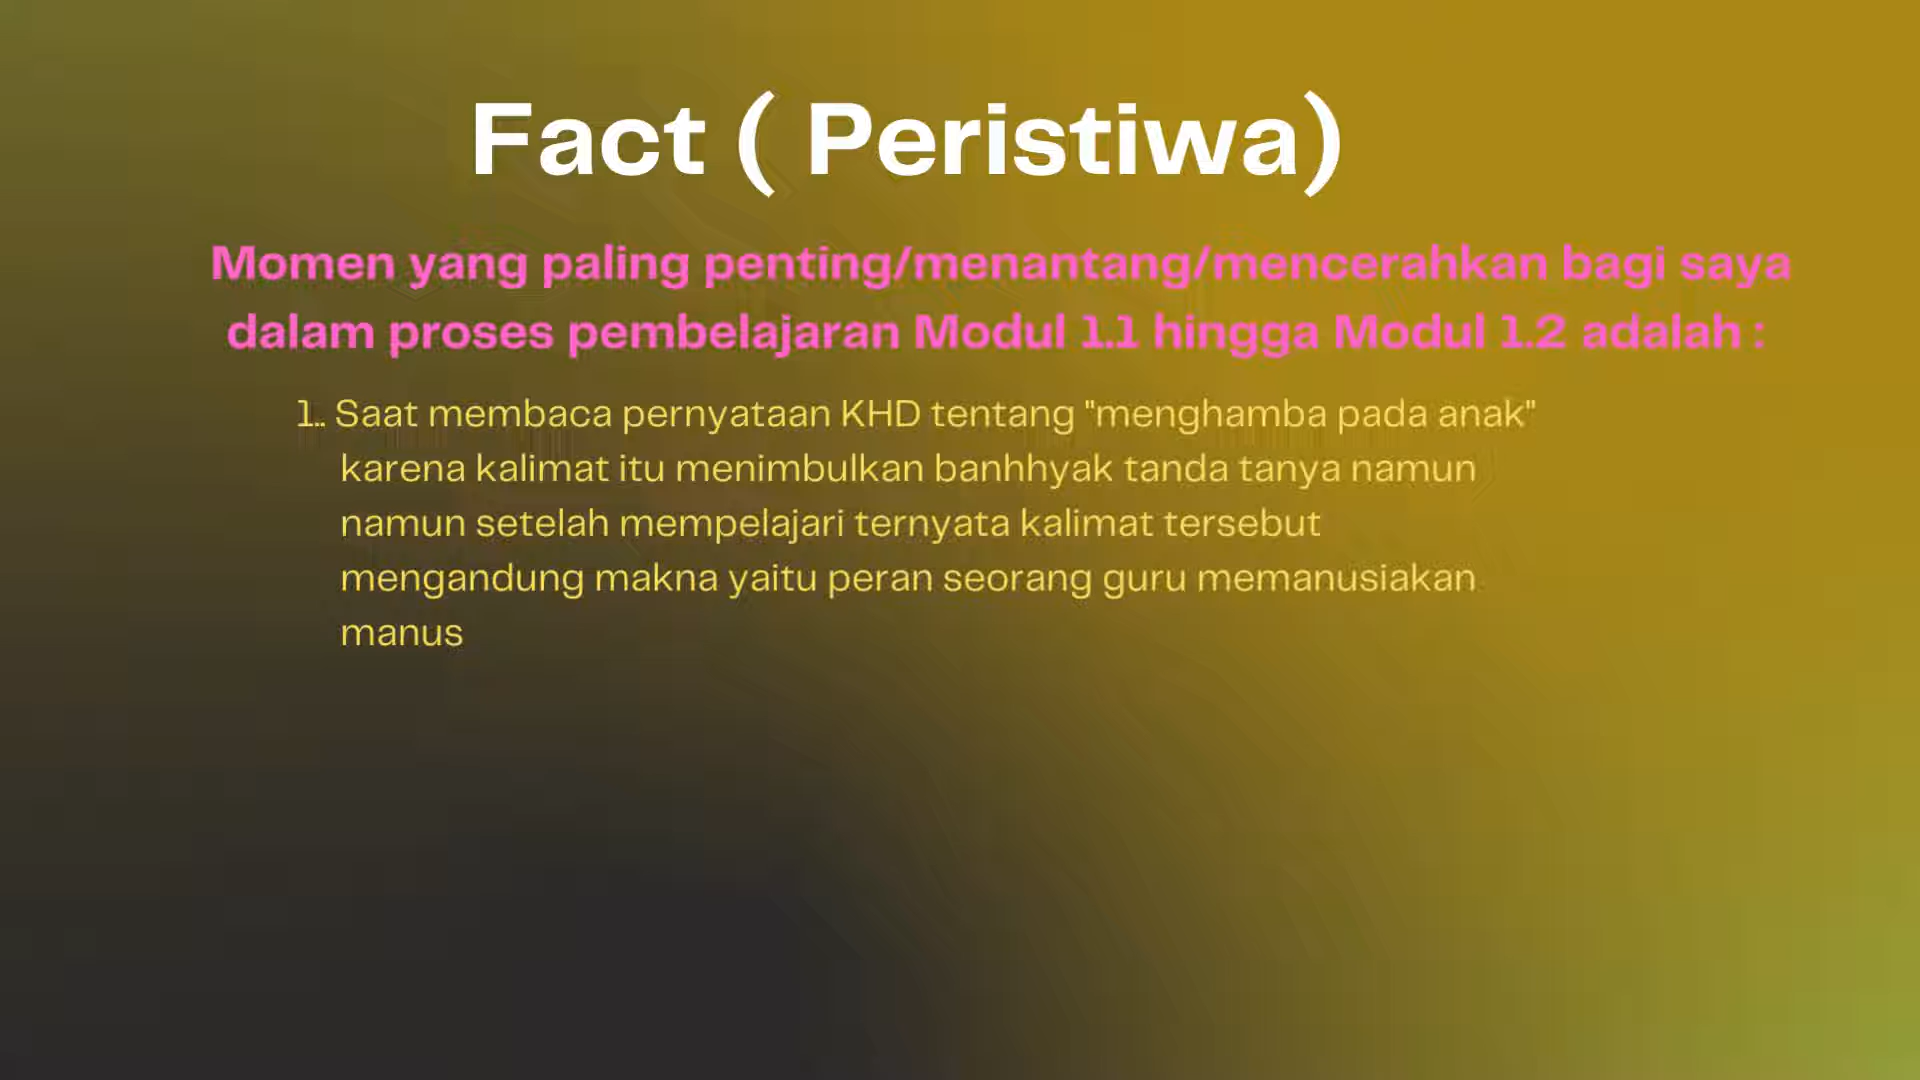 Fact ( Peristiwa)
Momen yang paling penting/menantang/mencerahkan bagi saya
dalam proses pembelajaran Modul 1.1 hingga Modul 1.2 adalah :
1.. Saat membaca pernyataan KHD tentang "menghamba pada anak"
karena kalimat itu menimbulkan banhhyak tanda tanya namun
namun setelah mempelajari ternyata kalimat tersebut
mengandung makna yaitu peran seorang guru memanusiakan
manus